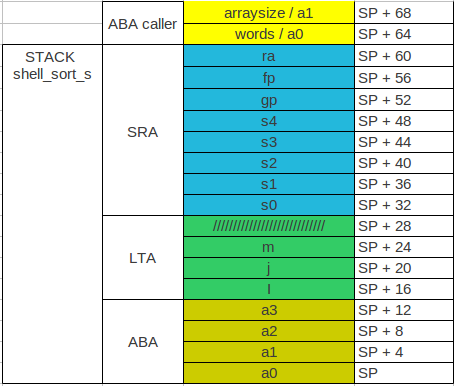 ABA caller
arraysize / a1 SP + 68
words / a0 SP + 64
STACK
shell_sort_s
SRA
ra SP + 60
fp SP + 56
gp SP + 52
s4 SP + 48
s3 SP + 44
s2 SP + 40
s1 SP + 36
s0 SP + 32
LTA
//////////////////////////// SP + 28
m SP + 24
j SP + 20
I SP + 16
ABA
a3 SP + 12
a2 SP + 8
a1 SP + 4
a0 SP